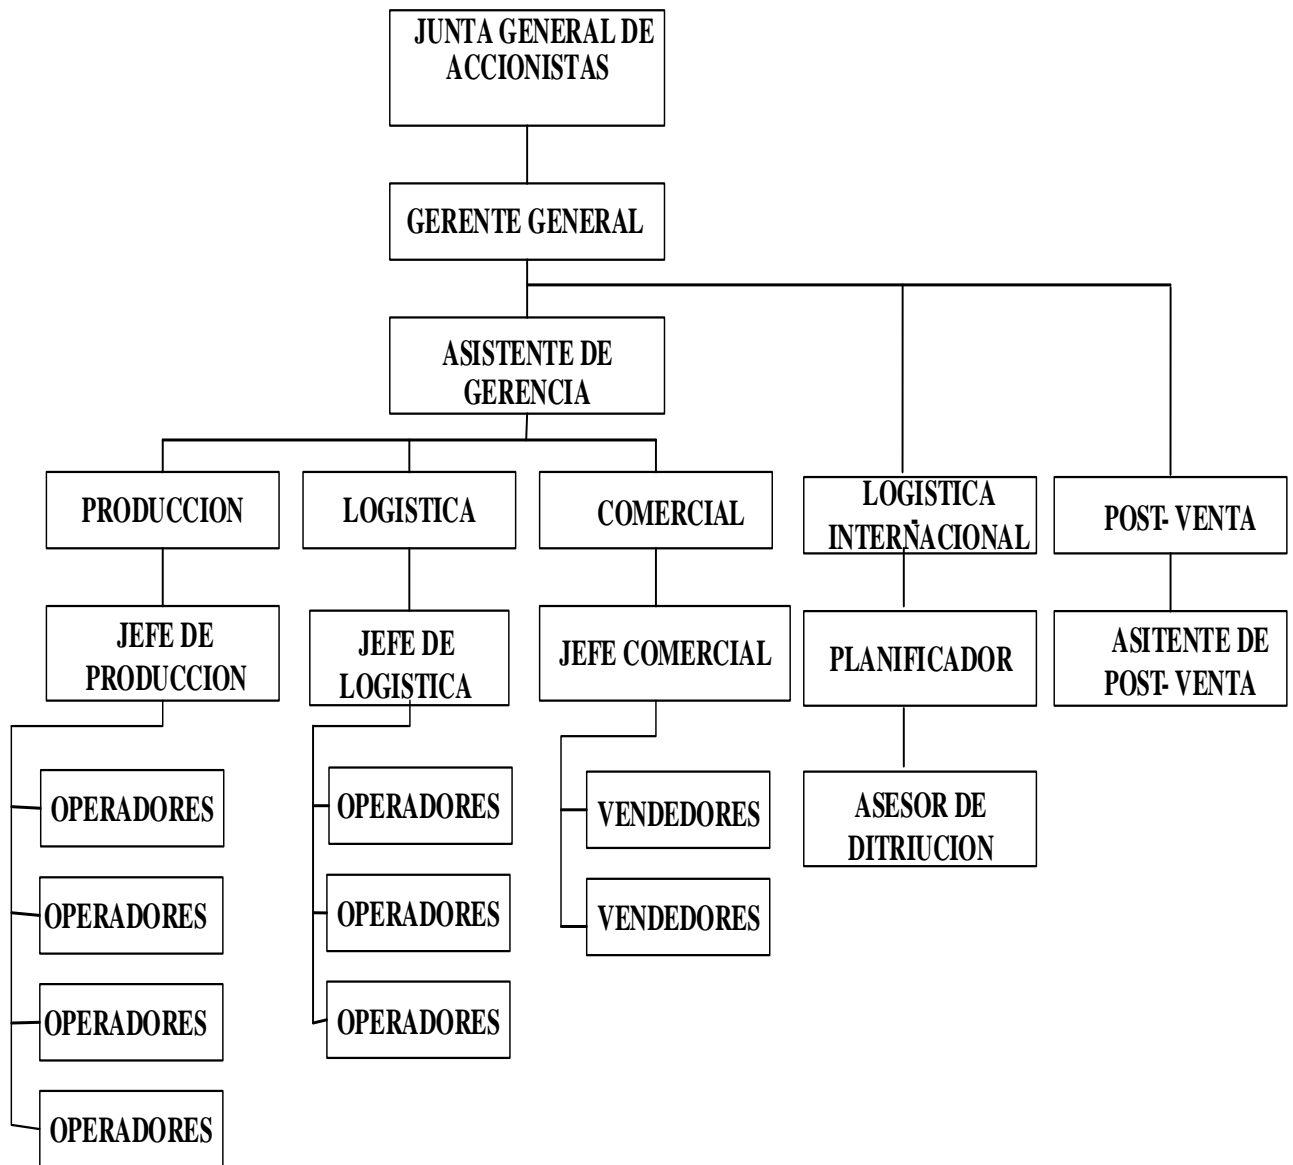 JUNTA GENERAL DE
ACCIONISTAS
GERENTE GENERAL
ASISTENTE DE
GERENCIA
PRODUCCION
LOGISTICA
COMERCIAL
LOGISTICA
-
INTERNACIONAL
POST- VENTA
JEFE DE
PRODUCCION
JEFE DE
LOGISTICA
JEFE COMERCIAL
PLANIFICADOR
ASITENTE DE
POST- VENTA
OPERADORES
OPERADORES
VENDEDORES
ASESOR DE
DITRIUCION
OPERADORES
OPERADORES
VENDEDORES
OPERADORES
OPERADORES
OPERADORES